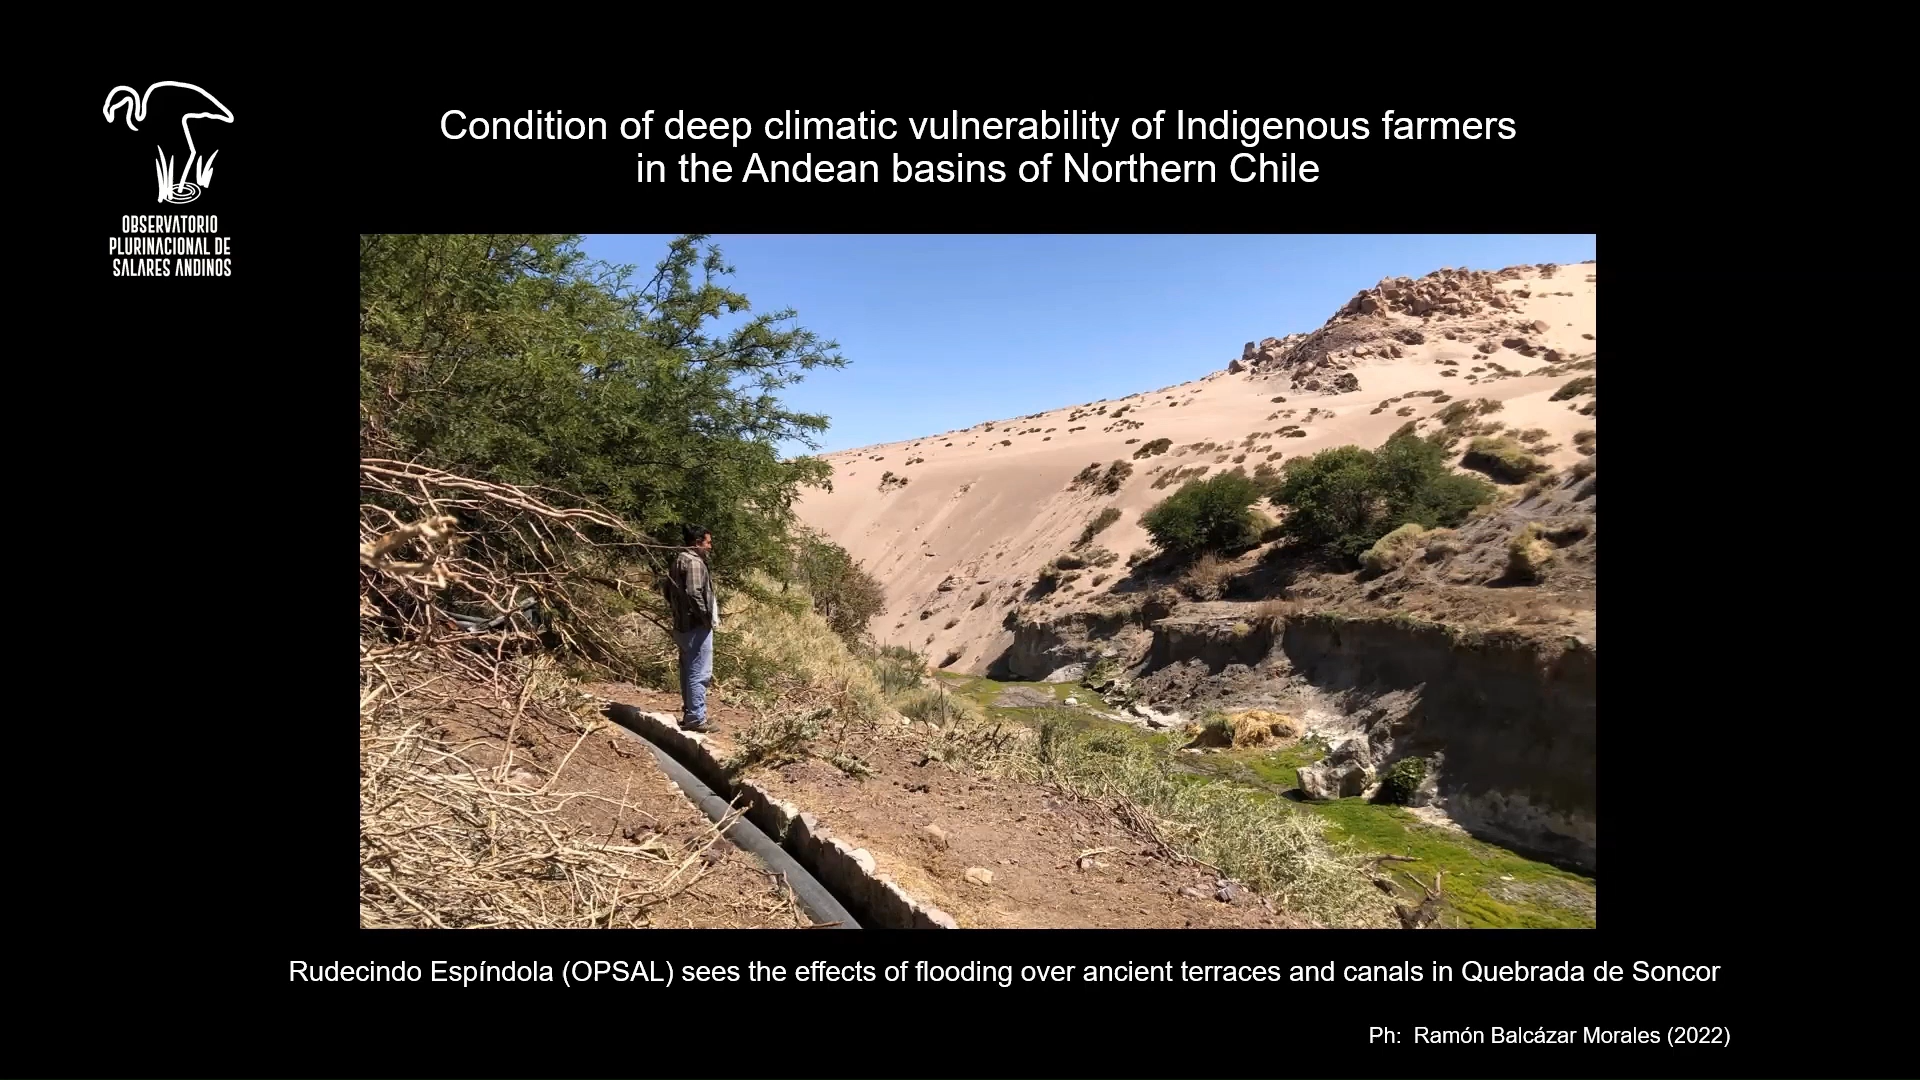 OBSERVATORIO
PLURINACIONAL DE
SALARES ANDINOS
Condition of deep climatic vulnerability of Indigenous farmers
in the Andean basins of Northern Chile
Rudecindo Espíndola (OPSAL) sees the effects of flooding over ancient terraces and canals in Quebrada de Soncor
Ph: Ramón Balcázar Morales (2022)